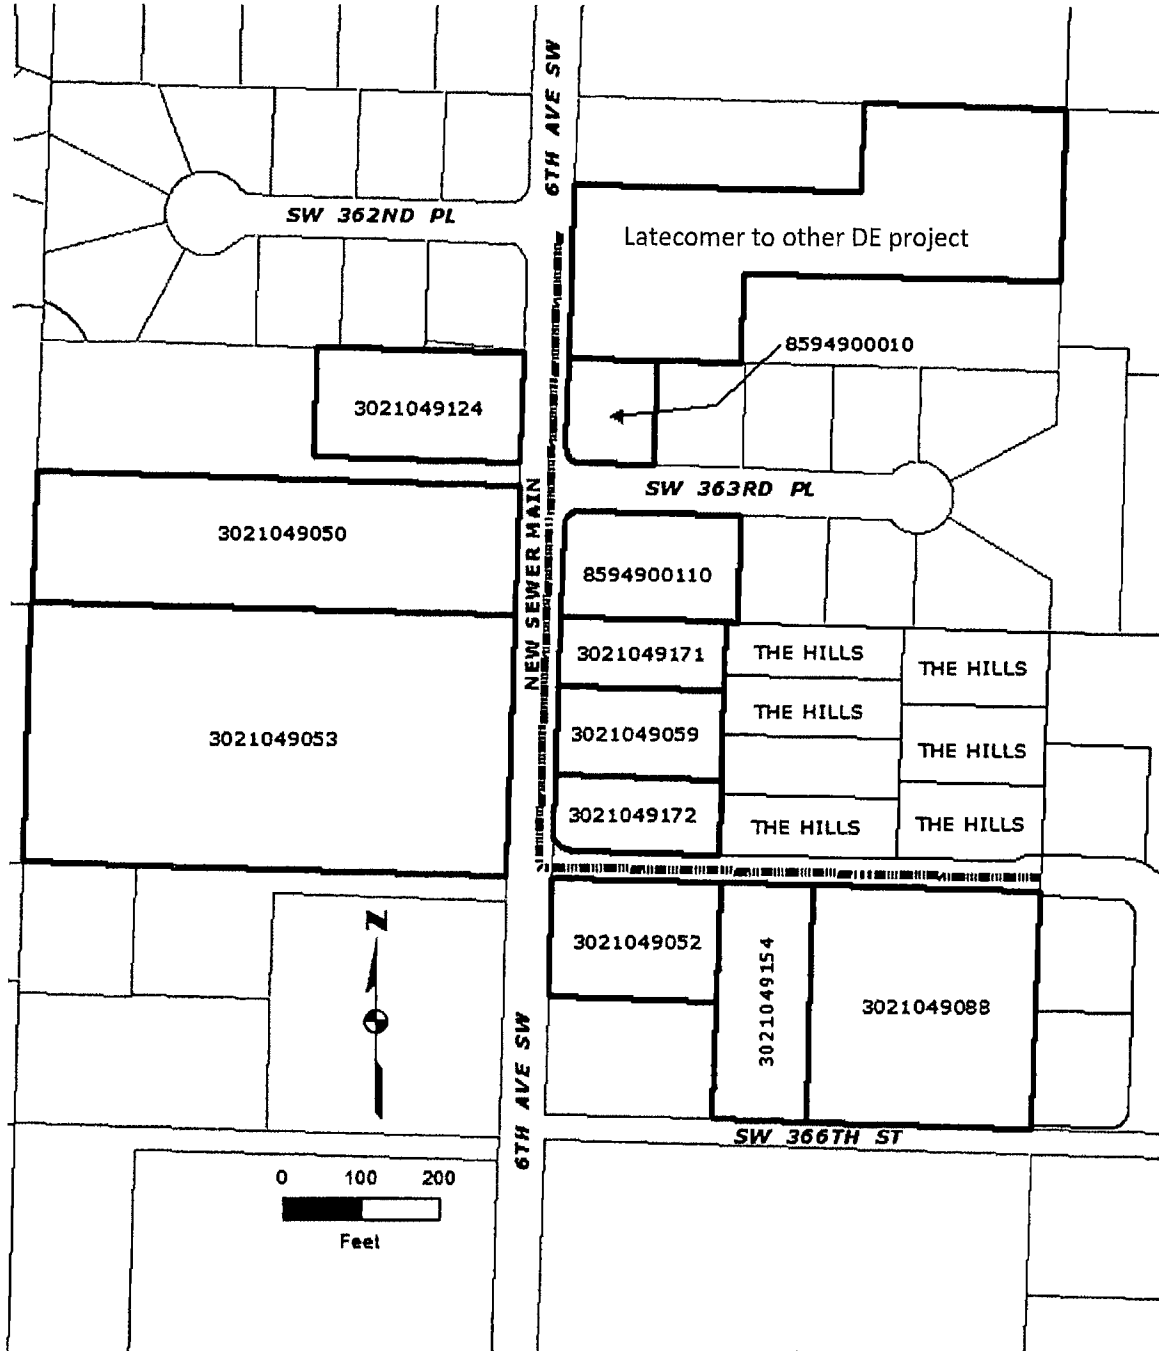 6TH AVE SW
SW 362ND PL
Latecomer to other DE project
8594900010
3021049124
SW 363RD PL
3021049050
NEW SEWER MAIN
8594900110
3021049171
THE HILLS
THE HILLS
3021049059
THE HILLS
3021049053
THE HILLS
3021049172
THE HILLS
THE HILLS
N
3021049052
3021049154
3021049088
6TH AVE SW
SW 366TH ST
0 100 200
Feet